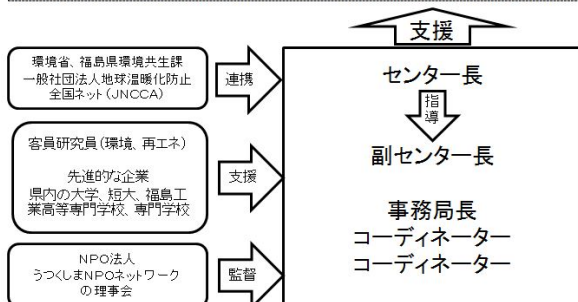 支援
環境省、福島県環境共生課
一般社団法人地球温暖化防止
全国ネット(JNCCA)
連携
客員研究員(環境、再エネ)
先進的な企業
県内の大学、短大、福島工
業高等専門学校、専門学校
支援
NPO法人
うつくしまNPOネットワーク
の理事会
監督
センター長
指導
副センター長
事務局長
コーディネーター
コーディネーター